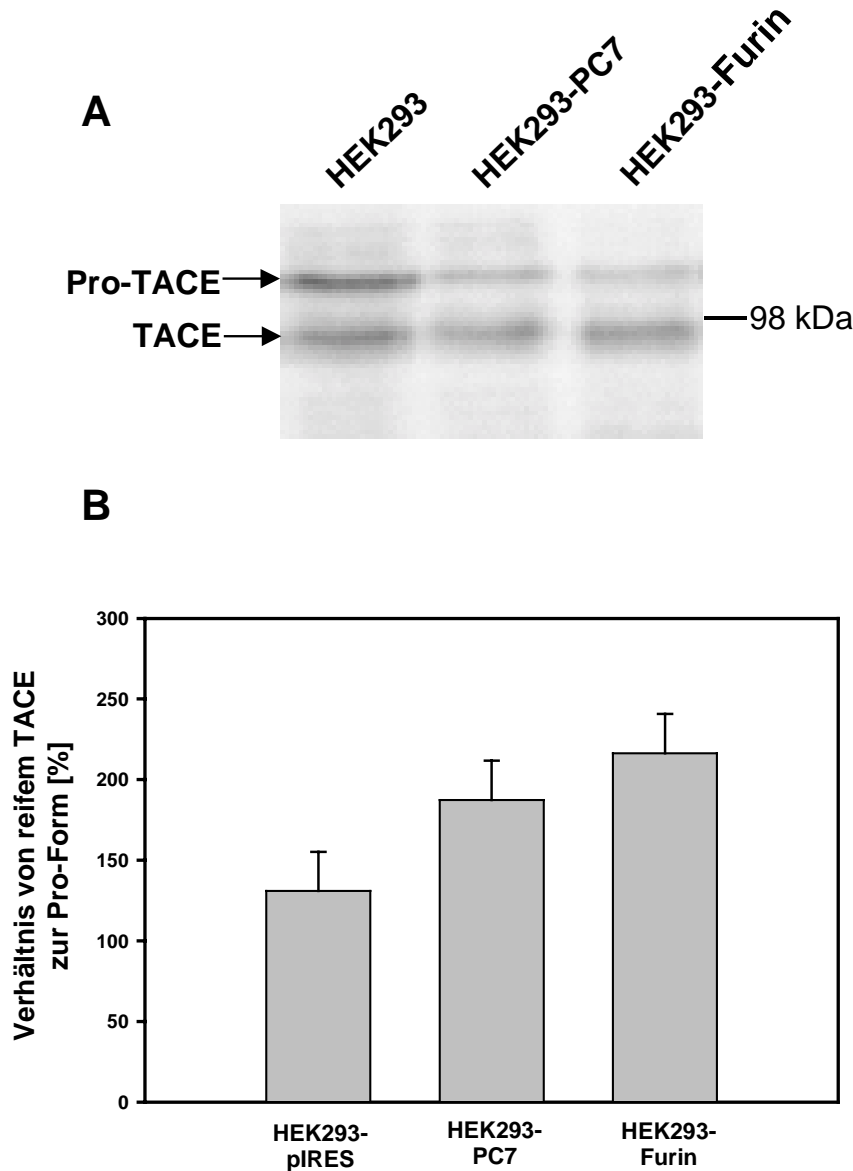 A
HEK293
HEK293-PC7
HEK293-Furin
Pro-TACE
TACE
98 kDa
B
Verhältnis von reifem TACE
zur Pro-Form [%]
300
250
200
150
100
50
0
HEK293-
pIRES
HEK293-
PC7
HEK293-
Furin